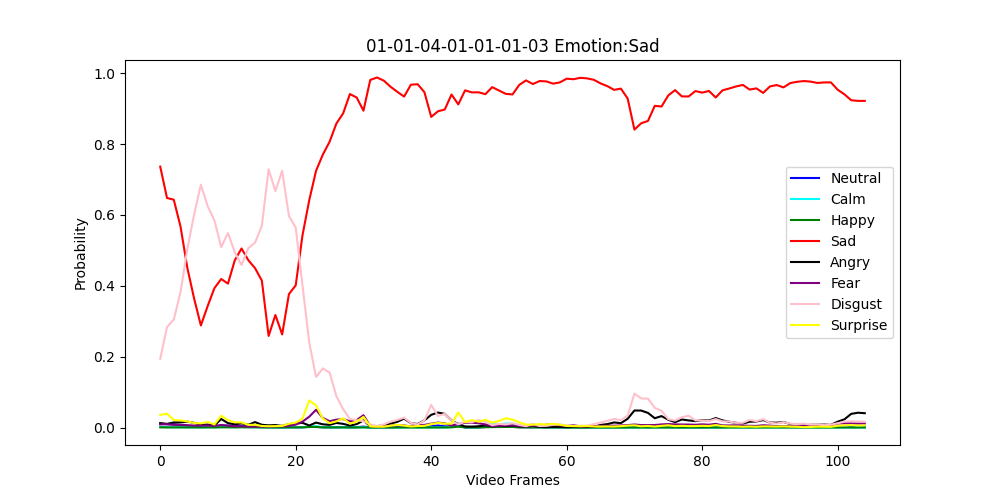 01-01-04-01-01-01-03 Emotion:Sad
1.0
0.8
0.6
0.4
0.2
0.0
Probability
0 20 40 60 80 100
Video Frames
Neutral
Calm
Happy
Sad
Angry
Fear
Disgust
Surprise